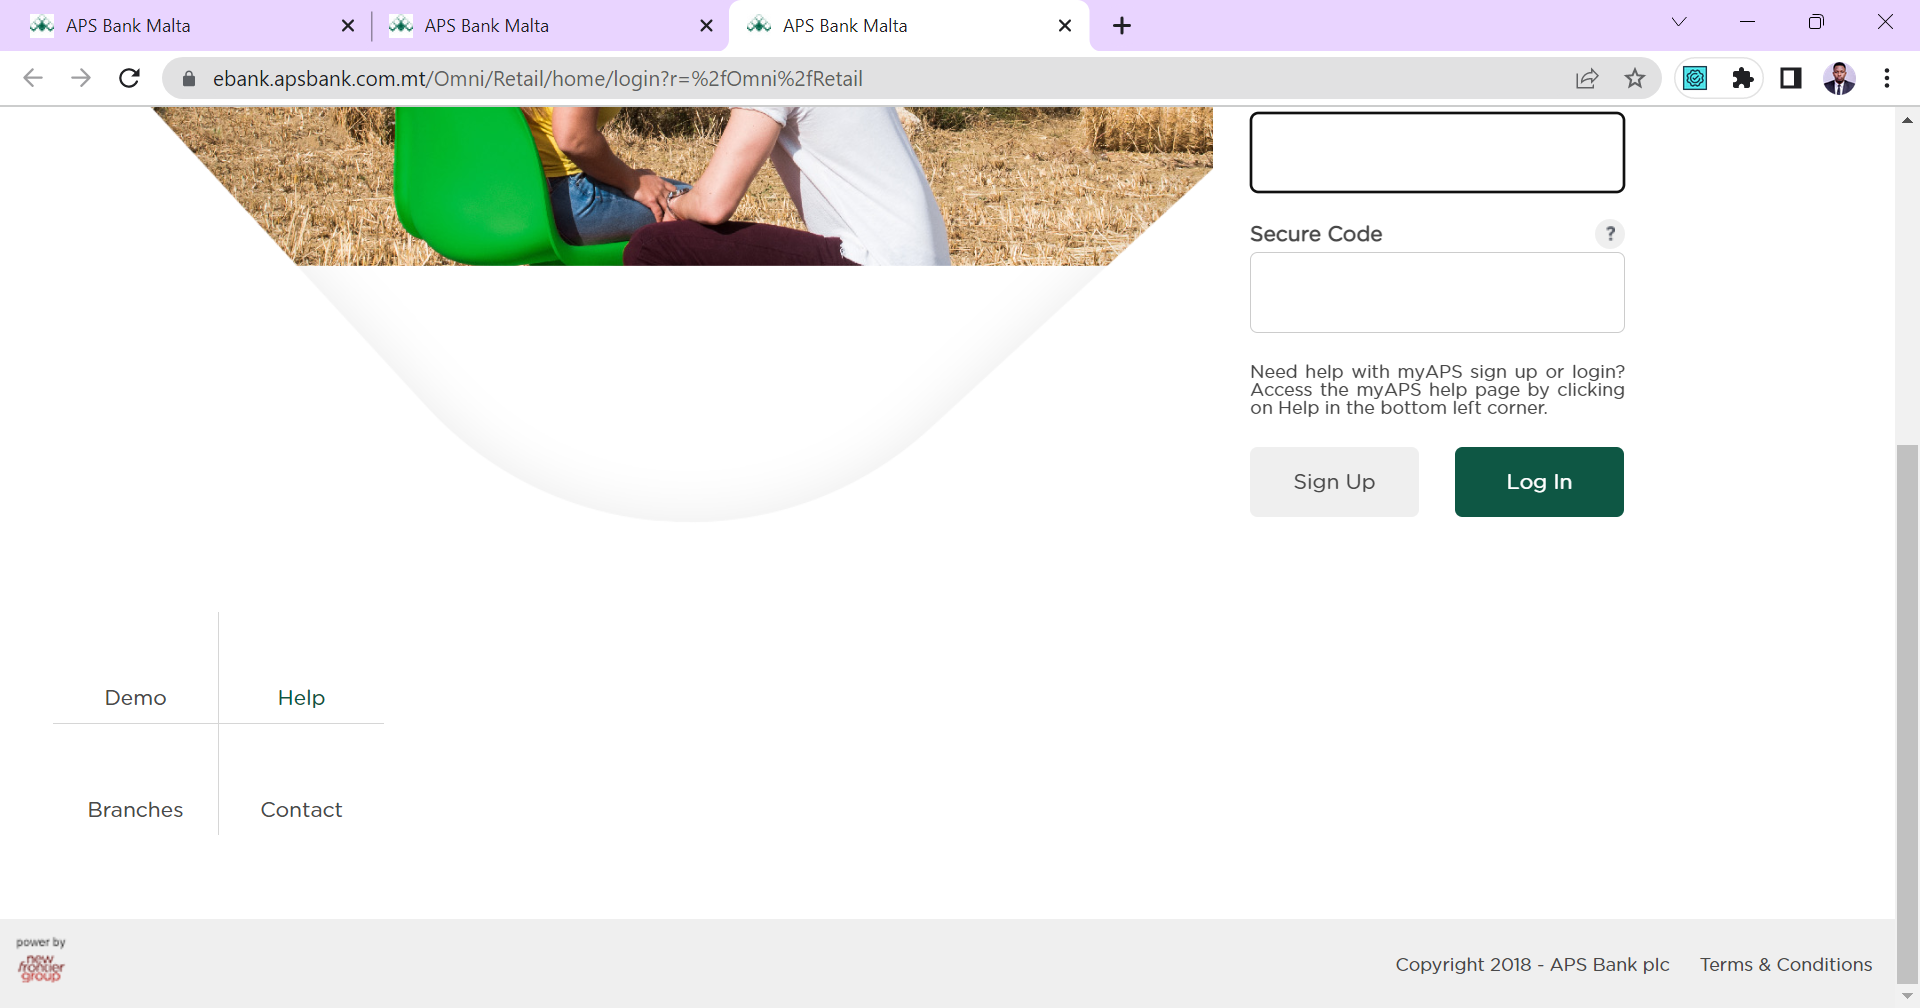 APS Bank Malta
APS Bank Malta
APS Bank Malta
ebank.apsbank.com.mt/Omni/Retail/home/login?r=%2fOmni%2fRetail
Secure Code
?
Need help with myAPS sign up or login?
Access the myAPS help page by clicking
on Help in the bottom left corner.
Sign Up
Log In
Demo
Help
Branches
Contact
power by
new
frontier
group
Copyright 2018 - APS Bank plc
Terms & Conditions